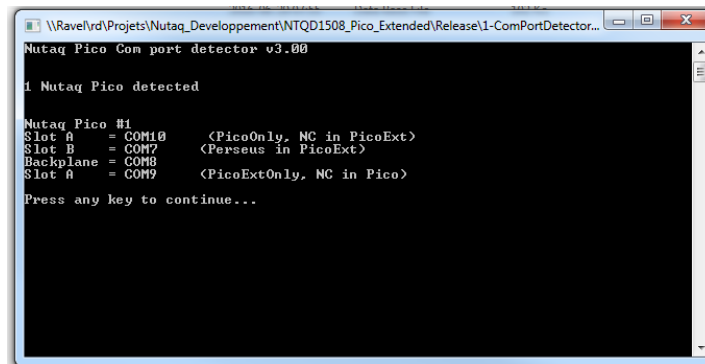 \\Ravel\rd\Projets\Nutaq_Developpement\NTQD1508_Pico_Extended\Release\1-ComPortDetector...
Nutaq Pico Com port detector v3.00
1 Nutaq Pico detected
Nutaq Pico #1
Slot A = COM10 (PicoOnly, NC in PicoExt)
Slot B = COM7 (Perseus in PicoExt)
Backplane = COM8
Slot A = COM9 (PicoExtOnly, NC in Pico)
Press any key to continue...